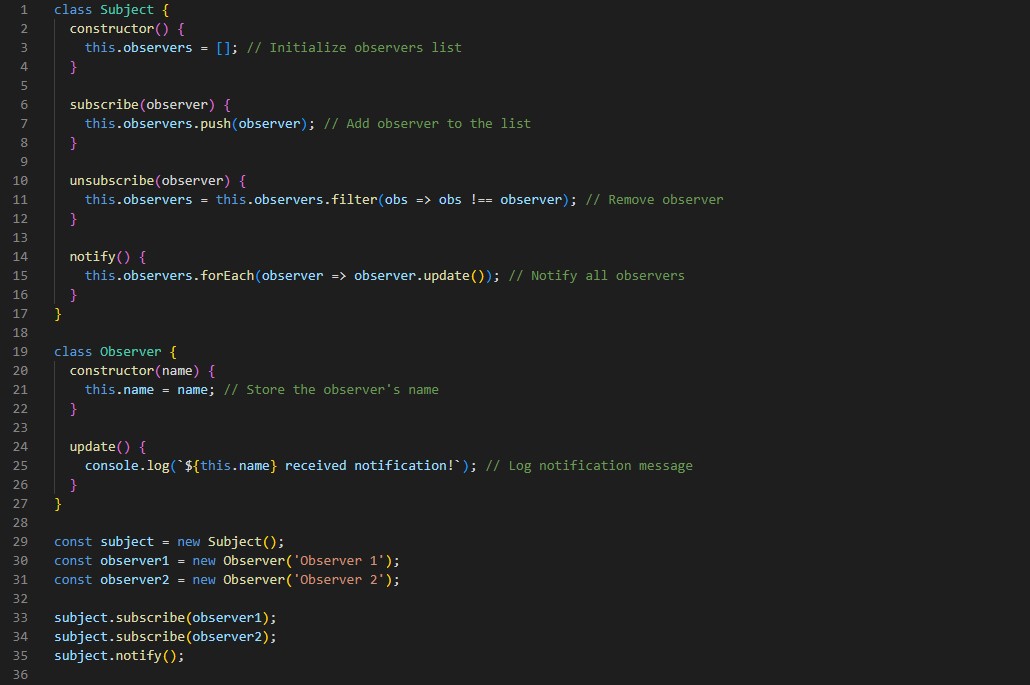 1 class Subject {
2   constructor() {
3     this.observers = []; // Initialize observers list
4   }
5
6   subscribe(observer) {
7     this.observers.push(observer); // Add observer to the list
8   }
9
10   unsubscribe(observer) {
11     this.observers = this.observers.filter(obs => obs !== observer); // Remove observer
12   }
13
14   notify() {
15     this.observers.forEach(observer => observer.update()); // Notify all observers
16   }
17 }
18
19 class Observer {
20   constructor(name) {
21     this.name = name; // Store the observer's name
22   }
23
24   update() {
25     console.log(`${this.name} received notification!`); // Log notification message
26   }
27 }
28
29 const subject = new Subject();
30 const observer1 = new Observer('Observer 1');
31 const observer2 = new Observer('Observer 2');
32
33 subject.subscribe(observer1);
34 subject.subscribe(observer2);
35 subject.notify();
36